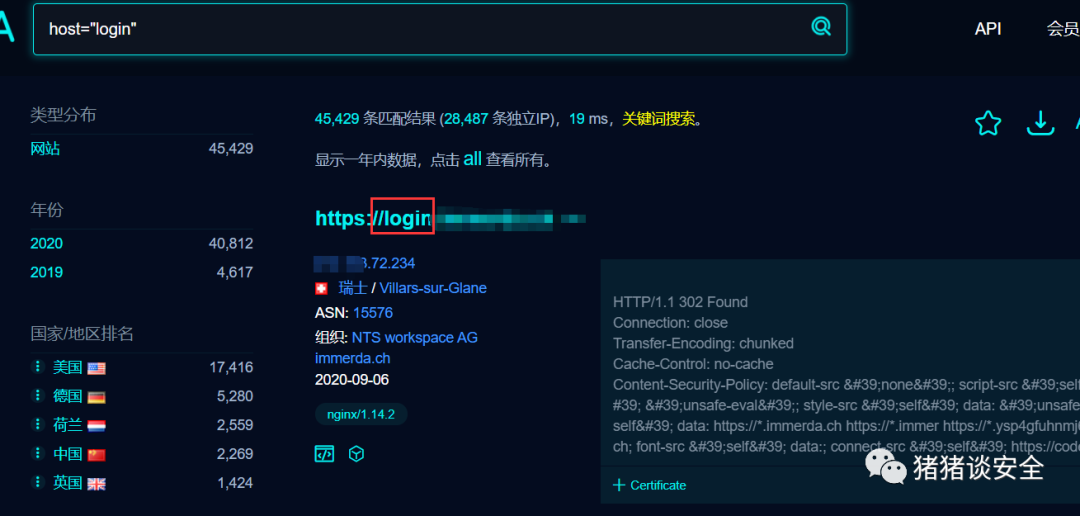 host="login"
API
会员
类型分布
网站 45,429
年份
2020 40,812
2019 4,617
国家/地区排名
美国 17,416
德国 5,280
荷兰 2,559
中国 2,269
英国 1,424
45,429 条匹配结果 (28,487 条独立IP)，19 ms，关键词搜索。
显示一年内数据，点击 all 查看所有。
https://login
.72.234
瑞士 / Villars-sur-Glane
ASN: 15576
组织: NTS workspace AG
immerda.ch
2020-09-06
nginx/1.14.2
HTTP/1.1 302 Found
Connection: close
Transfer-Encoding: chunked
Cache-Control: no-cache
Content-Security-Policy: default-src &#39;none&#39;; script-src &#39;self
&#39; &#39;unsafe-eval&#39;; style-src &#39;self&#39; data: &#39;unsafe
self&#39; data: https://*.immerda.ch https://*.immer https://*.ysp4gfuhnmj6
ch; font-src &#39;self&#39; data:; connect-src &#39;self&#39; https://code
Certificate
猪猪谈安全